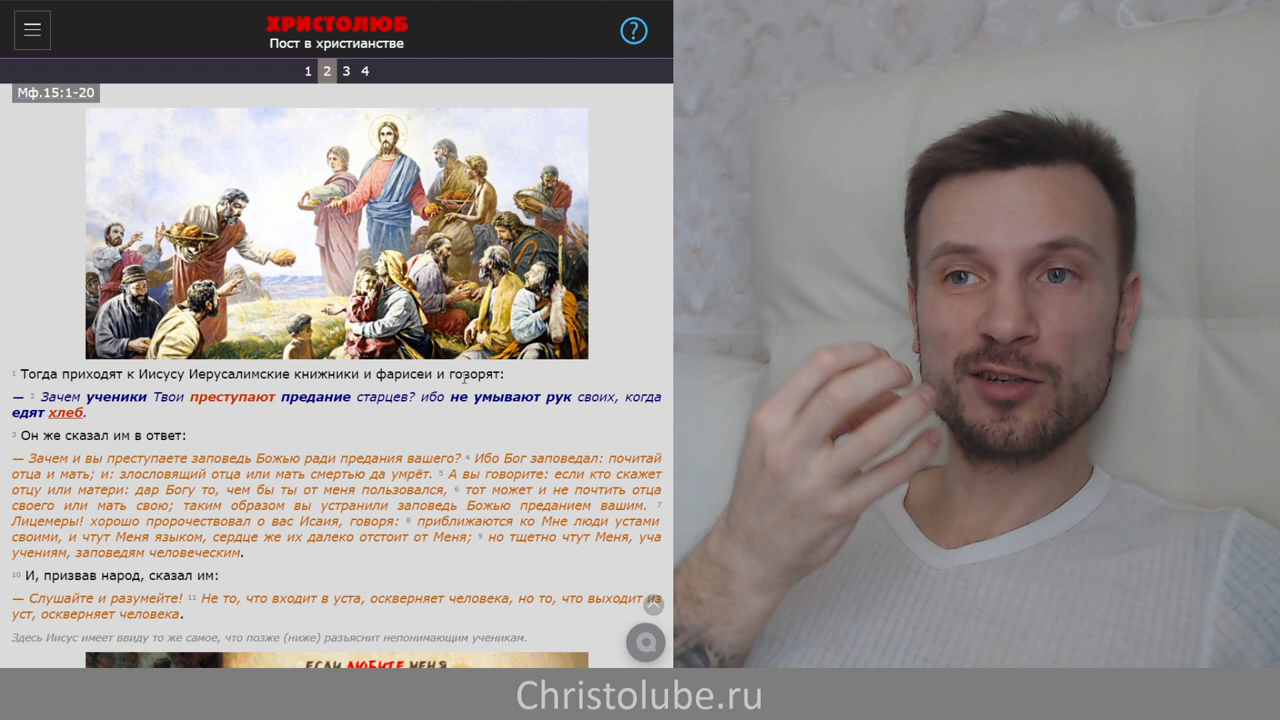 ХРИСТОЛЮБ
Пост в христианстве
?
1 2 3 4
Мф.15:1-20
1 Тогда приходят к Иисусу Иерусалимские книжники и фарисеи и говорят:
— 2 Зачем ученики Твои преступают предание старцев? ибо не умывают рук своих, когда
едят хлеб.
3 Он же сказал им в ответ:
— Зачем и вы преступаете заповедь Божью ради предания вашего? 4 Ибо Бог заповедал: почитай
отца и мать; и: злословящий отца или мать смертью да умрёт. 5 А вы говорите: если кто скажет
отцу или матери: дар Богу то, чем бы ты от меня пользовался, 6 тот может и не почтить отца
своего или мать свою; таким образом вы устранили заповедь Божью преданием вашим. 7
Лицемеры! хорошо пророчествовал о вас Исаия, говоря: 8 приближаются ко Мне люди устами
своими, и чтут Меня языком, сердце же их далеко отстоит от Меня; 9 но тщетно чтут Меня, уча
учениям, заповедям человеческим.
10 И, призвав народ, сказал им:
— Слушайте и разумейте! 11 Не то, что входит в уста, оскверняет человека, но то, что выходит из
уст, оскверняет человека.
Здесь Иисус имеет ввиду то же самое, что позже (ниже) разъяснит непонимающим ученикам.
ЕСЛИ ЛЮБИТЕ МЕНЯ
Christolube.ru